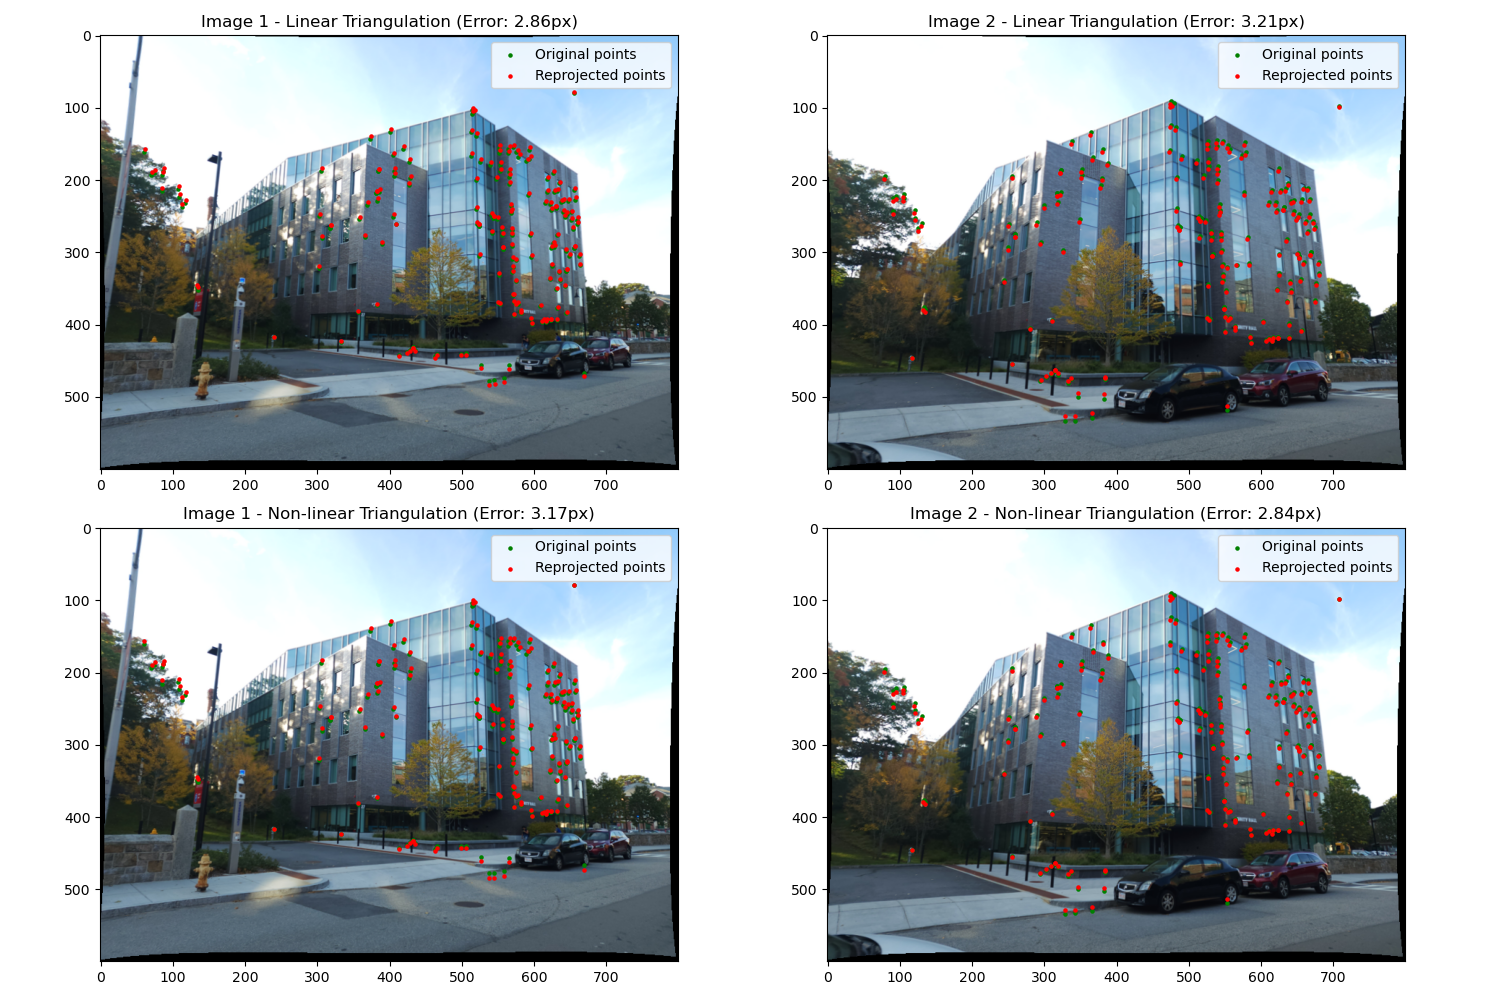 Image 1 - Linear Triangulation (Error: 2.86px)
Original points
Reprojected points
0
100
200
300
400
500
0 100 200 300 400 500 600 700
Image 2 - Linear Triangulation (Error: 3.21px)
Original points
Reprojected points
0
100
200
300
400
500
0 100 200 300 400 500 600 700
Image 1 - Non-linear Triangulation (Error: 3.17px)
Original points
Reprojected points
0
100
200
300
400
500
0 100 200 300 400 500 600 700
Image 2 - Non-linear Triangulation (Error: 2.84px)
Original points
Reprojected points
0
100
200
300
400
500
0 100 200 300 400 500 600 700